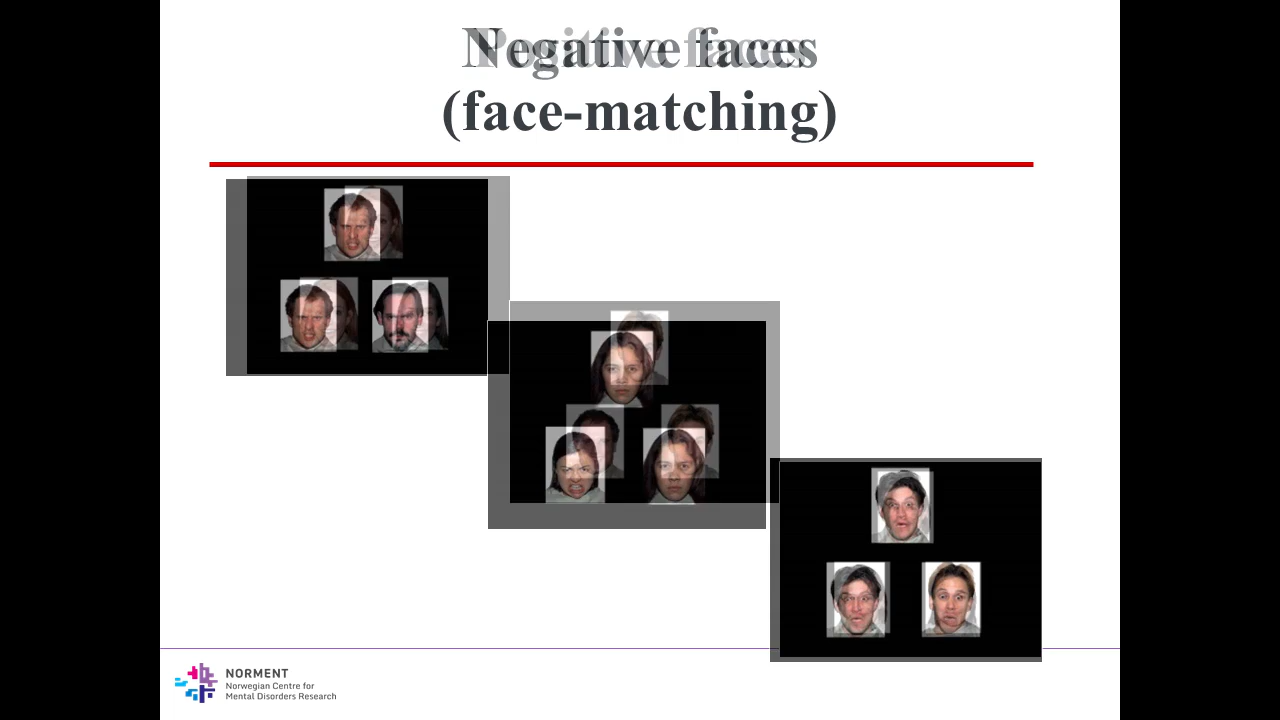 Negative faces
(face-matching)
NORMENT
Norwegian Centre for
Mental Disorders Research